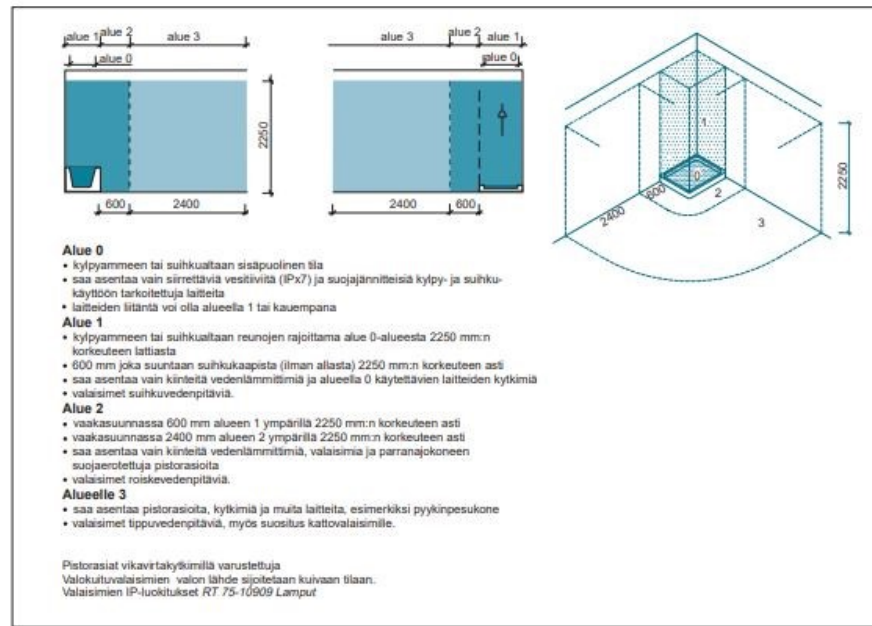 alue 1 alue 2 alue 3
alue 0
2250
600 2400
alue 3 alue 2 alue 1
alue 0
2400 600
1
0
2
3
600
2400
2250
Alue 0
• kylpyammeen tai suihkualtaan sisäpuolinen tila
• saa asentaa vain siirrettäviä vesitiiviitä (IPx7) ja suojajännitteisiä kylpy- ja suihku-
käyttöön tarkoitettuja laitteita
• laitteiden liitäntä voi olla alueella 1 tai kauempana
Alue 1
• kylpyammeen tai suihkualtaan reunojen rajoittama alue 0-alueesta 2250 mm:n
korkeuteen lattiasta
• 600 mm joka suuntaan suihkukaapista (ilman allasta) 2250 mm:n korkeuteen asti
• saa asentaa vain kiinteitä vedenlämmittimiä ja alueella 0 käytettävien laitteiden kytkimiä
• valaisimet suihkuvedenpitäviä.
Alue 2
• vaakasuunnassa 600 mm alueen 1 ympärillä 2250 mm:n korkeuteen asti
• vaakasuunnassa 2400 mm alueen 2 ympärillä 2250 mm:n korkeuteen asti
• saa asentaa vain kiinteitä vedenlämmittimiä, valaisimia ja parranajokoneen
suojaerotettuja pistorasioita
• valaisimet roiskevedenpitäviä.
Alueelle 3
• saa asentaa pistorasioita, kytkimiä ja muita laitteita, esimerkiksi pyykinpesukone
• valaisimet tippuvedenpitäviä, myös suositus kattovalaisimille.
Pistorasiat vikavirtakytkimillä varustettuja
Valokuituvalaisimien valon lähde sijoitetaan kuivaan tilaan.
Valaisimien IP-luokitukset RT 75-10909 Lamput